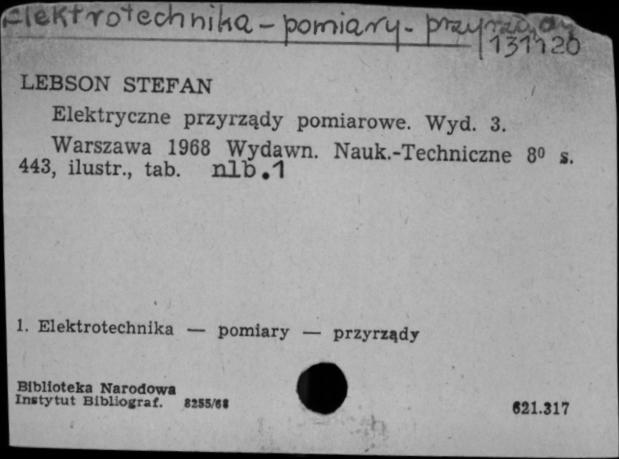 Elektrotechnika - pomiary - przyrządy
131120
LEBSON STEFAN
Elektryczne przyrządy pomiarowe. Wyd. 3.
Warszawa 1968 Wydawn. Nauk.-Techniczne 8⁰ s.
443, ilustr., tab. nlb.1
1. Elektrotechnika — pomiary — przyrządy
Biblioteka Narodowa
Instytut Bibliograf. 8255/68
621.317